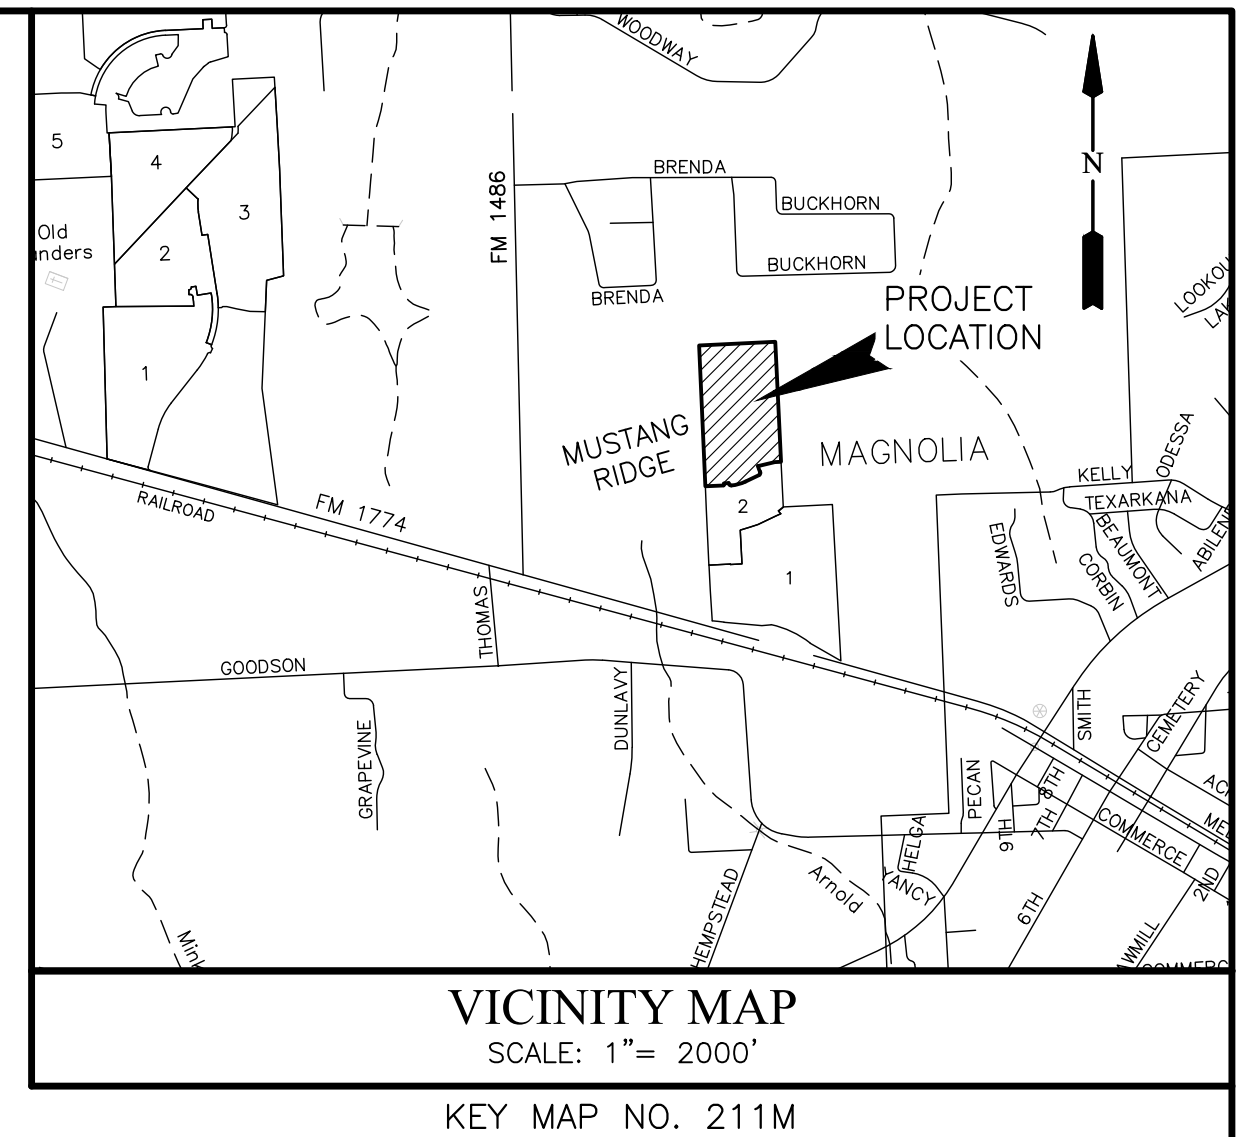 WOODWAY
5
4
3
2
1
Old
FM 1486
BRENDA
BUCKHORN
BUCKHORN
BRENDA
N
PROJECT
LOCATION
MUSTANG
RIDGE
MAGNOLIA
2
1
KELLY
ODESSA
TEXARKANA
BEAUMONT
CORBIN
EDWARDS
RAILROAD
FM 1774
THOMAS
GOODSON
GRAPEVINE
DUNLAVY
SMITH
CEMETERY
PECAN
8TH
7TH
9TH
6TH
COMMERCE
2ND
HELGA
YANCY
HEMPSTEAD
Arnold
VICINITY MAP
SCALE: 1"= 2000'
KEY MAP NO. 211M